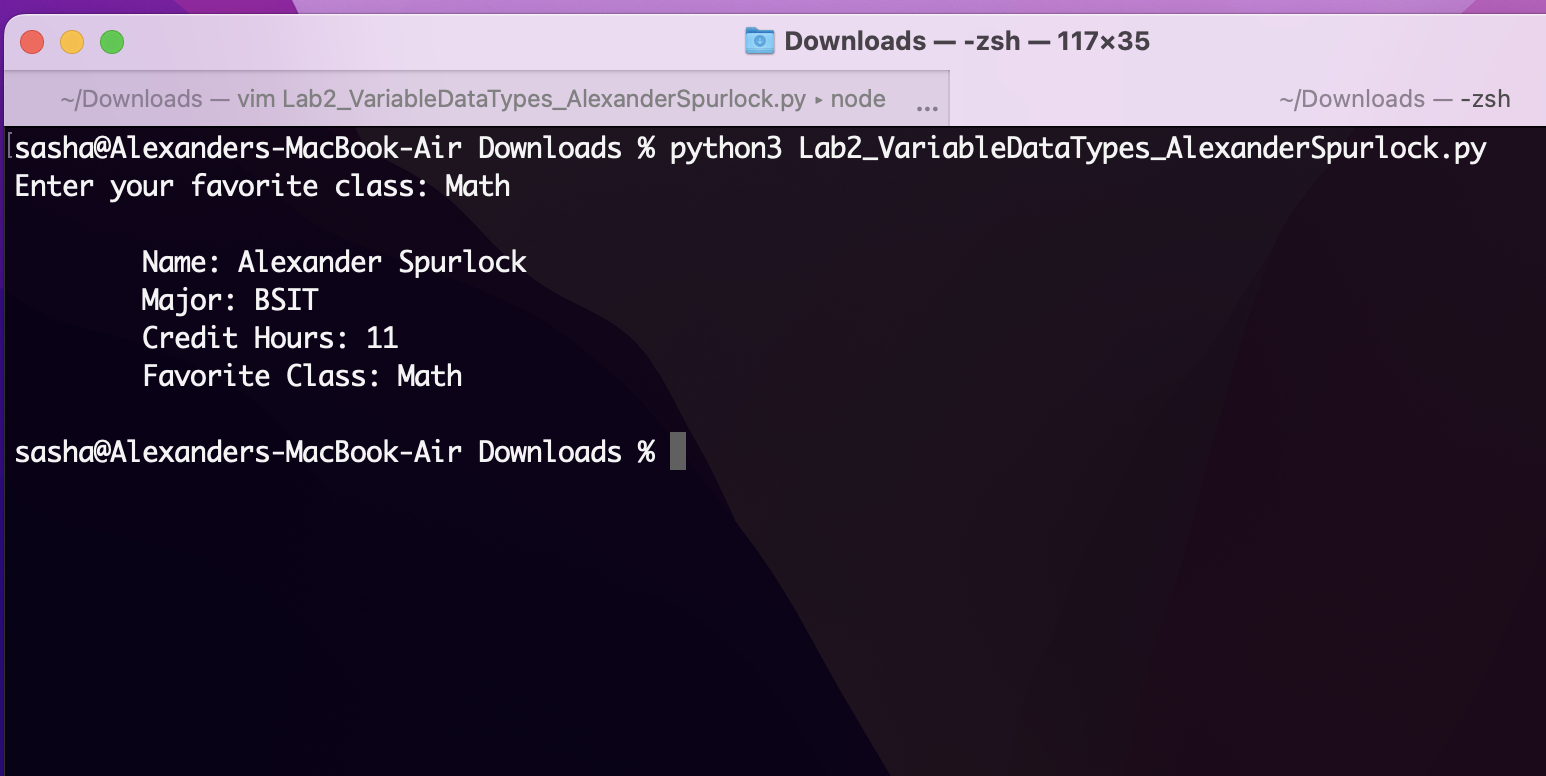 Downloads — -zsh — 117×35
~/Downloads — vim Lab2_VariableDataTypes_AlexanderSpurlock.py ▸ node ...
~/Downloads — -zsh
sasha@Alexanders-MacBook-Air Downloads % python3 Lab2_VariableDataTypes_AlexanderSpurlock.py
Enter your favorite class: Math
Name: Alexander Spurlock
Major: BSIT
Credit Hours: 11
Favorite Class: Math
sasha@Alexanders-MacBook-Air Downloads %